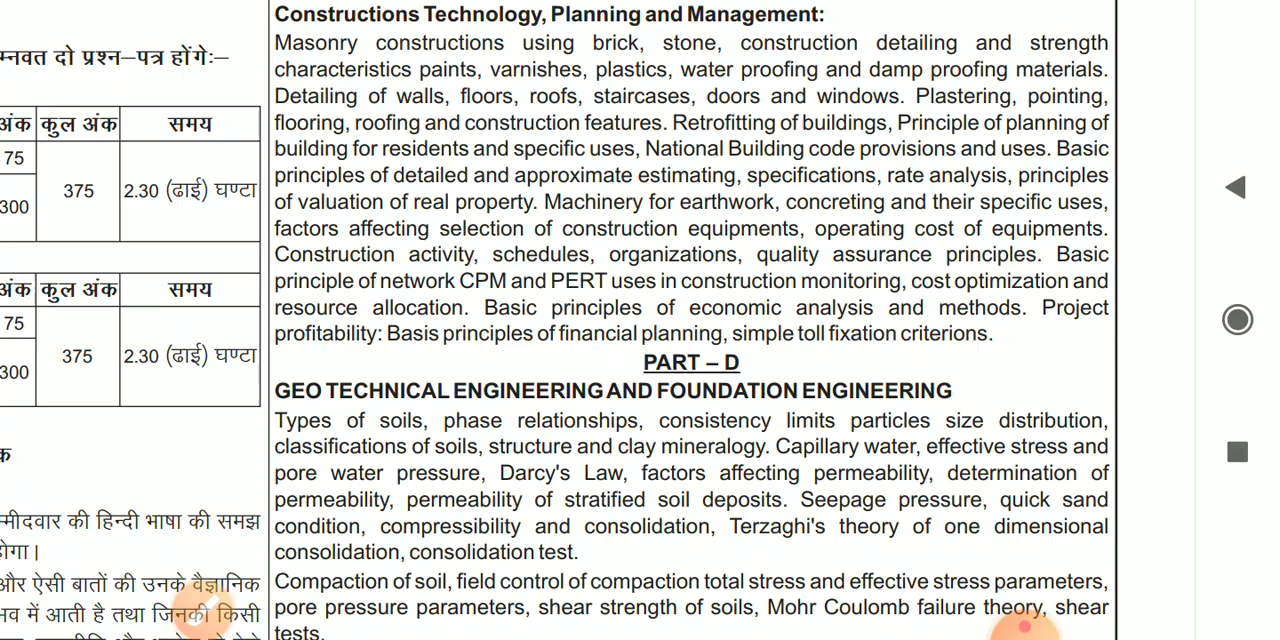 म्नवत दो प्रश्न–पत्र होंगेः–
अंक कुल अंक समय
75
375 2.30 (ढाई) घण्टा
300
अंक कुल अंक समय
75
375 2.30 (ढाई) घण्टा
300
क
म्मीदवार की हिन्दी भाषा की समझ
होगा।
और ऐसी बातों की उनके वैज्ञानिक
भव में आती है तथा जिनकी किसी
Constructions Technology, Planning and Management:
Masonry constructions using brick, stone, construction detailing and strength
characteristics paints, varnishes, plastics, water proofing and damp proofing materials.
Detailing of walls, floors, roofs, staircases, doors and windows. Plastering, pointing,
flooring, roofing and construction features. Retrofitting of buildings, Principle of planning of
building for residents and specific uses, National Building code provisions and uses. Basic
principles of detailed and approximate estimating, specifications, rate analysis, principles
of valuation of real property. Machinery for earthwork, concreting and their specific uses,
factors affecting selection of construction equipments, operating cost of equipments.
Construction activity, schedules, organizations, quality assurance principles. Basic
principle of network CPM and PERT uses in construction monitoring, cost optimization and
resource allocation. Basic principles of economic analysis and methods. Project
profitability: Basis principles of financial planning, simple toll fixation criterions.
PART – D
GEO TECHNICAL ENGINEERING AND FOUNDATION ENGINEERING
Types of soils, phase relationships, consistency limits particles size distribution,
classifications of soils, structure and clay mineralogy. Capillary water, effective stress and
pore water pressure, Darcy's Law, factors affecting permeability, determination of
permeability, permeability of stratified soil deposits. Seepage pressure, quick sand
condition, compressibility and consolidation, Terzaghi's theory of one dimensional
consolidation, consolidation test.
Compaction of soil, field control of compaction total stress and effective stress parameters,
pore pressure parameters, shear strength of soils, Mohr Coulomb failure theory, shear
tests.